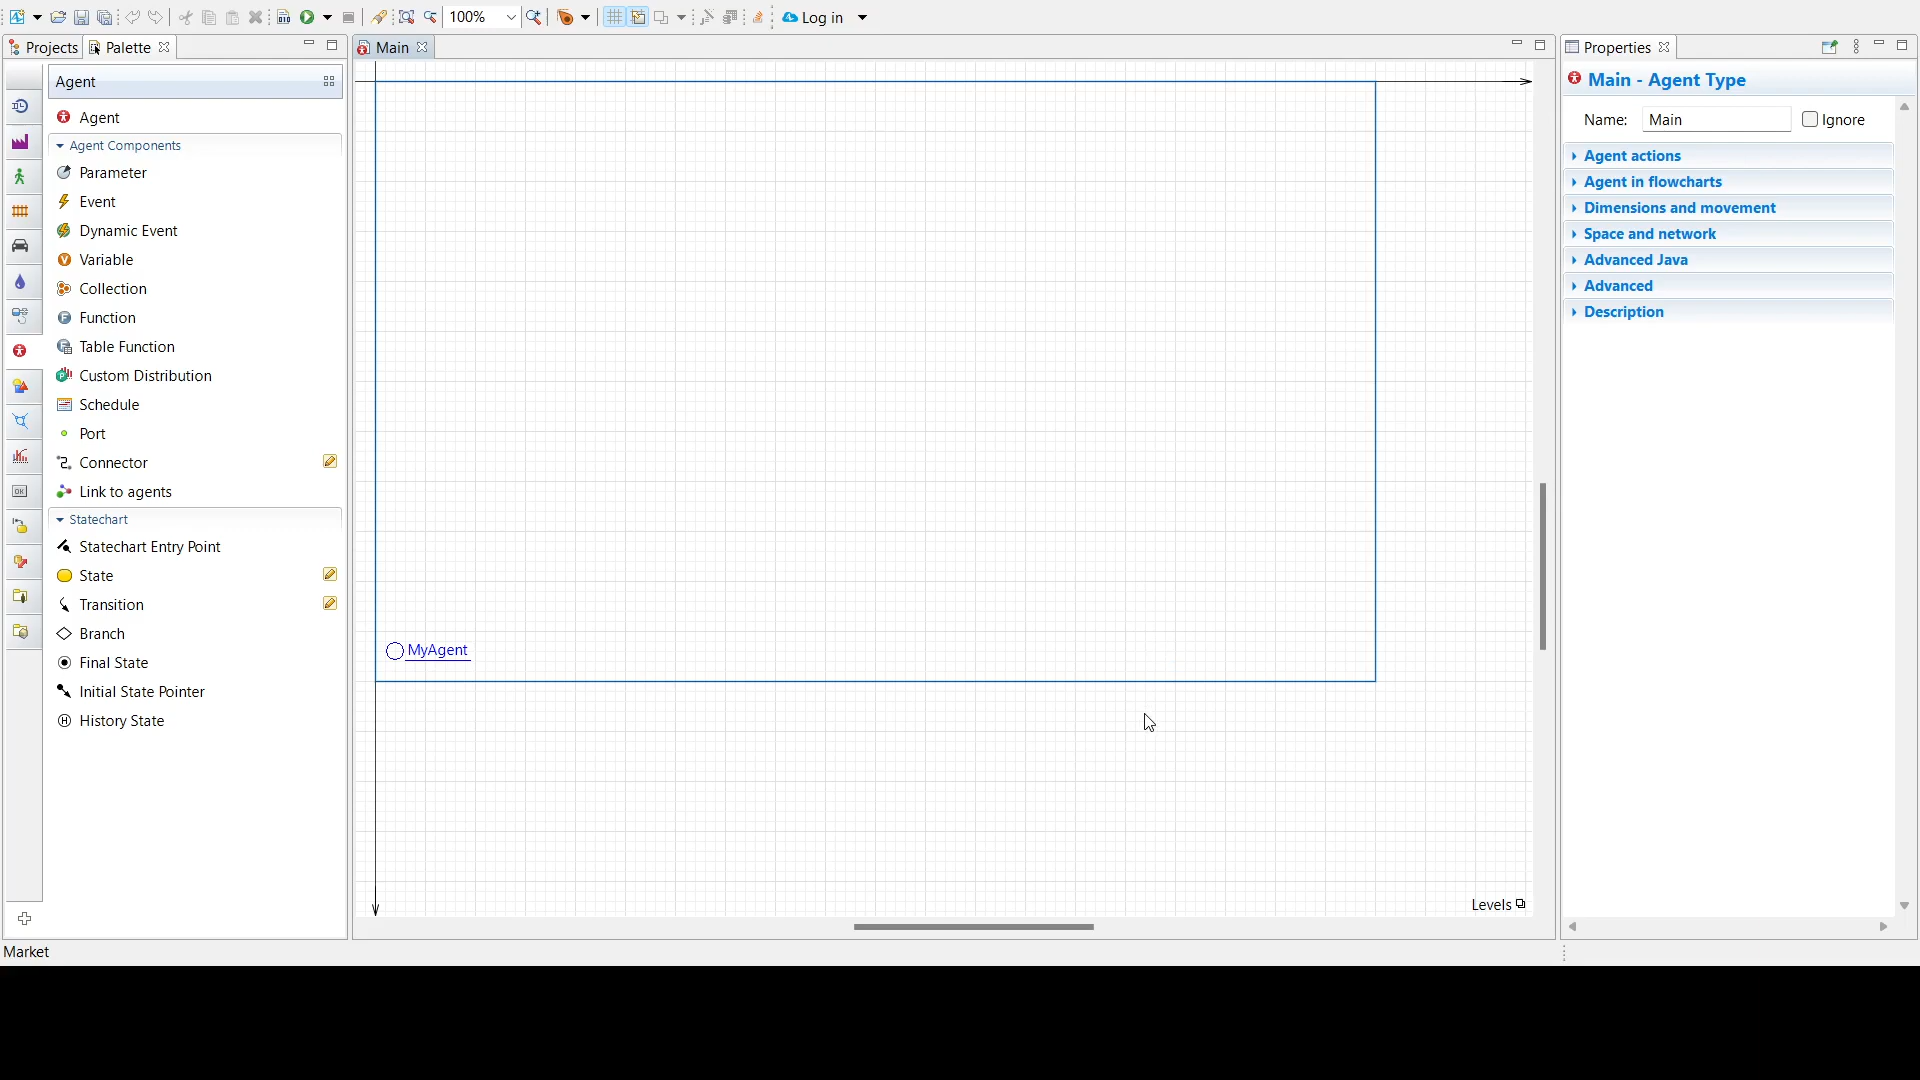 100%
Log in
Projects
Palette
Main
Properties
Agent
Agent
Agent Components
Parameter
Event
Dynamic Event
Variable
Collection
Function
Table Function
Custom Distribution
Schedule
Port
Connector
Link to agents
Statechart
Statechart Entry Point
State
Transition
Branch
Final State
Initial State Pointer
History State
MyAgent
Levels
Main - Agent Type
Name: Main Ignore
Agent actions
Agent in flowcharts
Dimensions and movement
Space and network
Advanced Java
Advanced
Description
Market